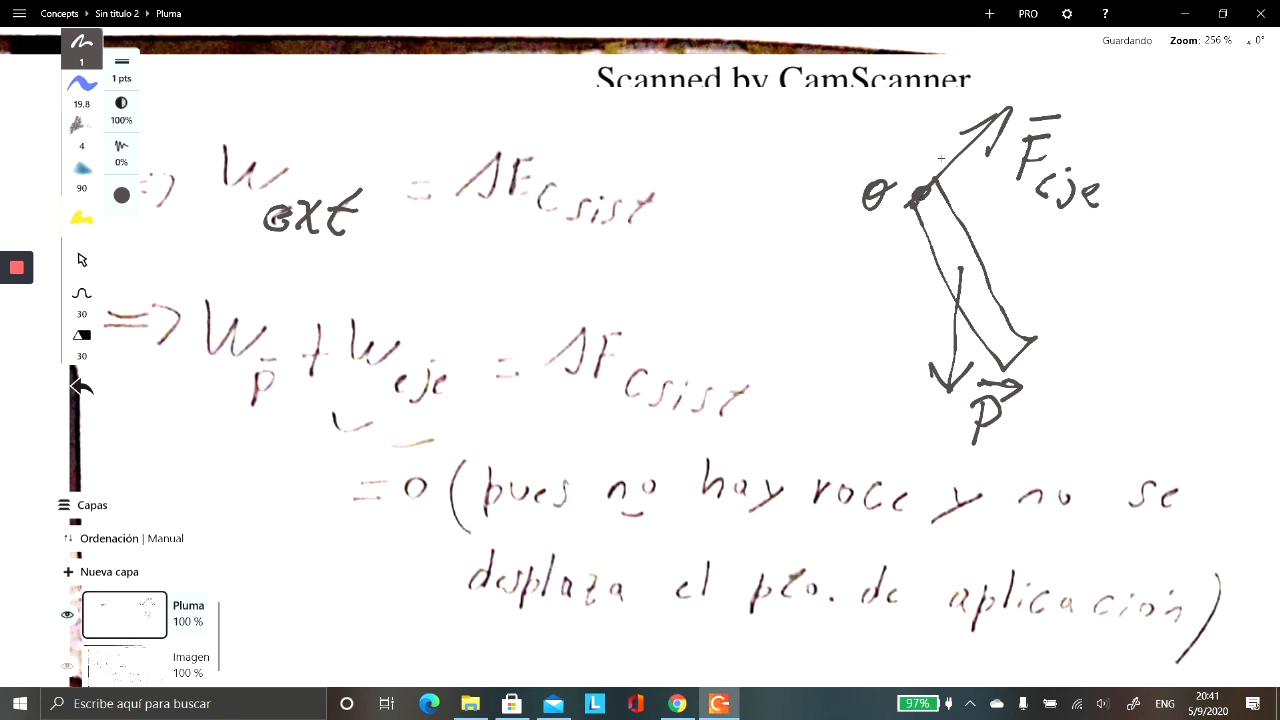 Concepts > Sin titulo 2 > Pluma
PRO
?
Guardando Zoom: 256 % 0°
1
1 pts
19.8
100%
4
0%
90
30
30
Scanned by CamScanner
=> W ext = ΔEc sist
=> W p̄ + W eje = ΔEc sist
= 0 (pues no hay roce y no se
desplaza el pto. de aplicación)
θ
F̄ eje
P⃗
Capas
Ordenación | Manual
+ Nueva capa
Pluma
100 %
Imagen
100 %
Escribe aquí para buscar
97%
ENG
20:41
5/9/2020